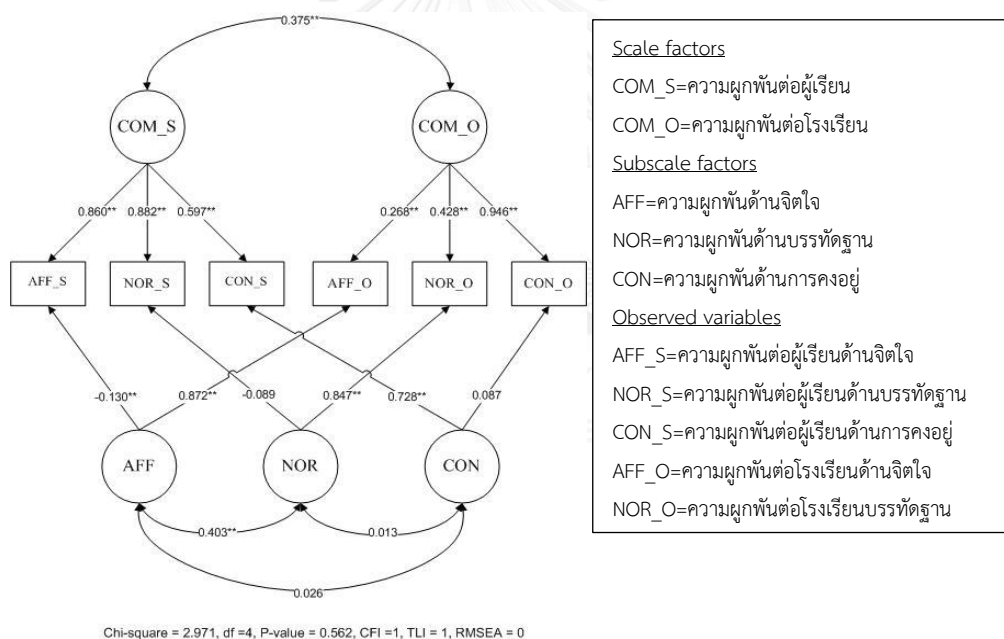 0.375**
COM_S
COM_O
0.860** 0.882** 0.597**
0.268** 0.428** 0.946**
AFF_S
NOR_S
CON_S
AFF_O
NOR_O
CON_O
-0.130**
0.872**
-0.089
0.847**
0.728**
0.087
AFF
NOR
CON
0.403**
0.013
0.026
Chi-square = 2.971, df =4, P-value = 0.562, CFI =1, TLI = 1, RMSEA = 0
Scale factors
COM_S=ความผูกพันต่อผู้เรียน
COM_O=ความผูกพันต่อโรงเรียน
Subscale factors
AFF=ความผูกพันด้านจิตใจ
NOR=ความผูกพันด้านบรรทัดฐาน
CON=ความผูกพันด้านการคงอยู่
Observed variables
AFF_S=ความผูกพันต่อผู้เรียนด้านจิตใจ
NOR_S=ความผูกพันต่อผู้เรียนด้านบรรทัดฐาน
CON_S=ความผูกพันต่อผู้เรียนด้านการคงอยู่
AFF_O=ความผูกพันต่อโรงเรียนด้านจิตใจ
NOR_O=ความผูกพันต่อโรงเรียนบรรทัดฐาน